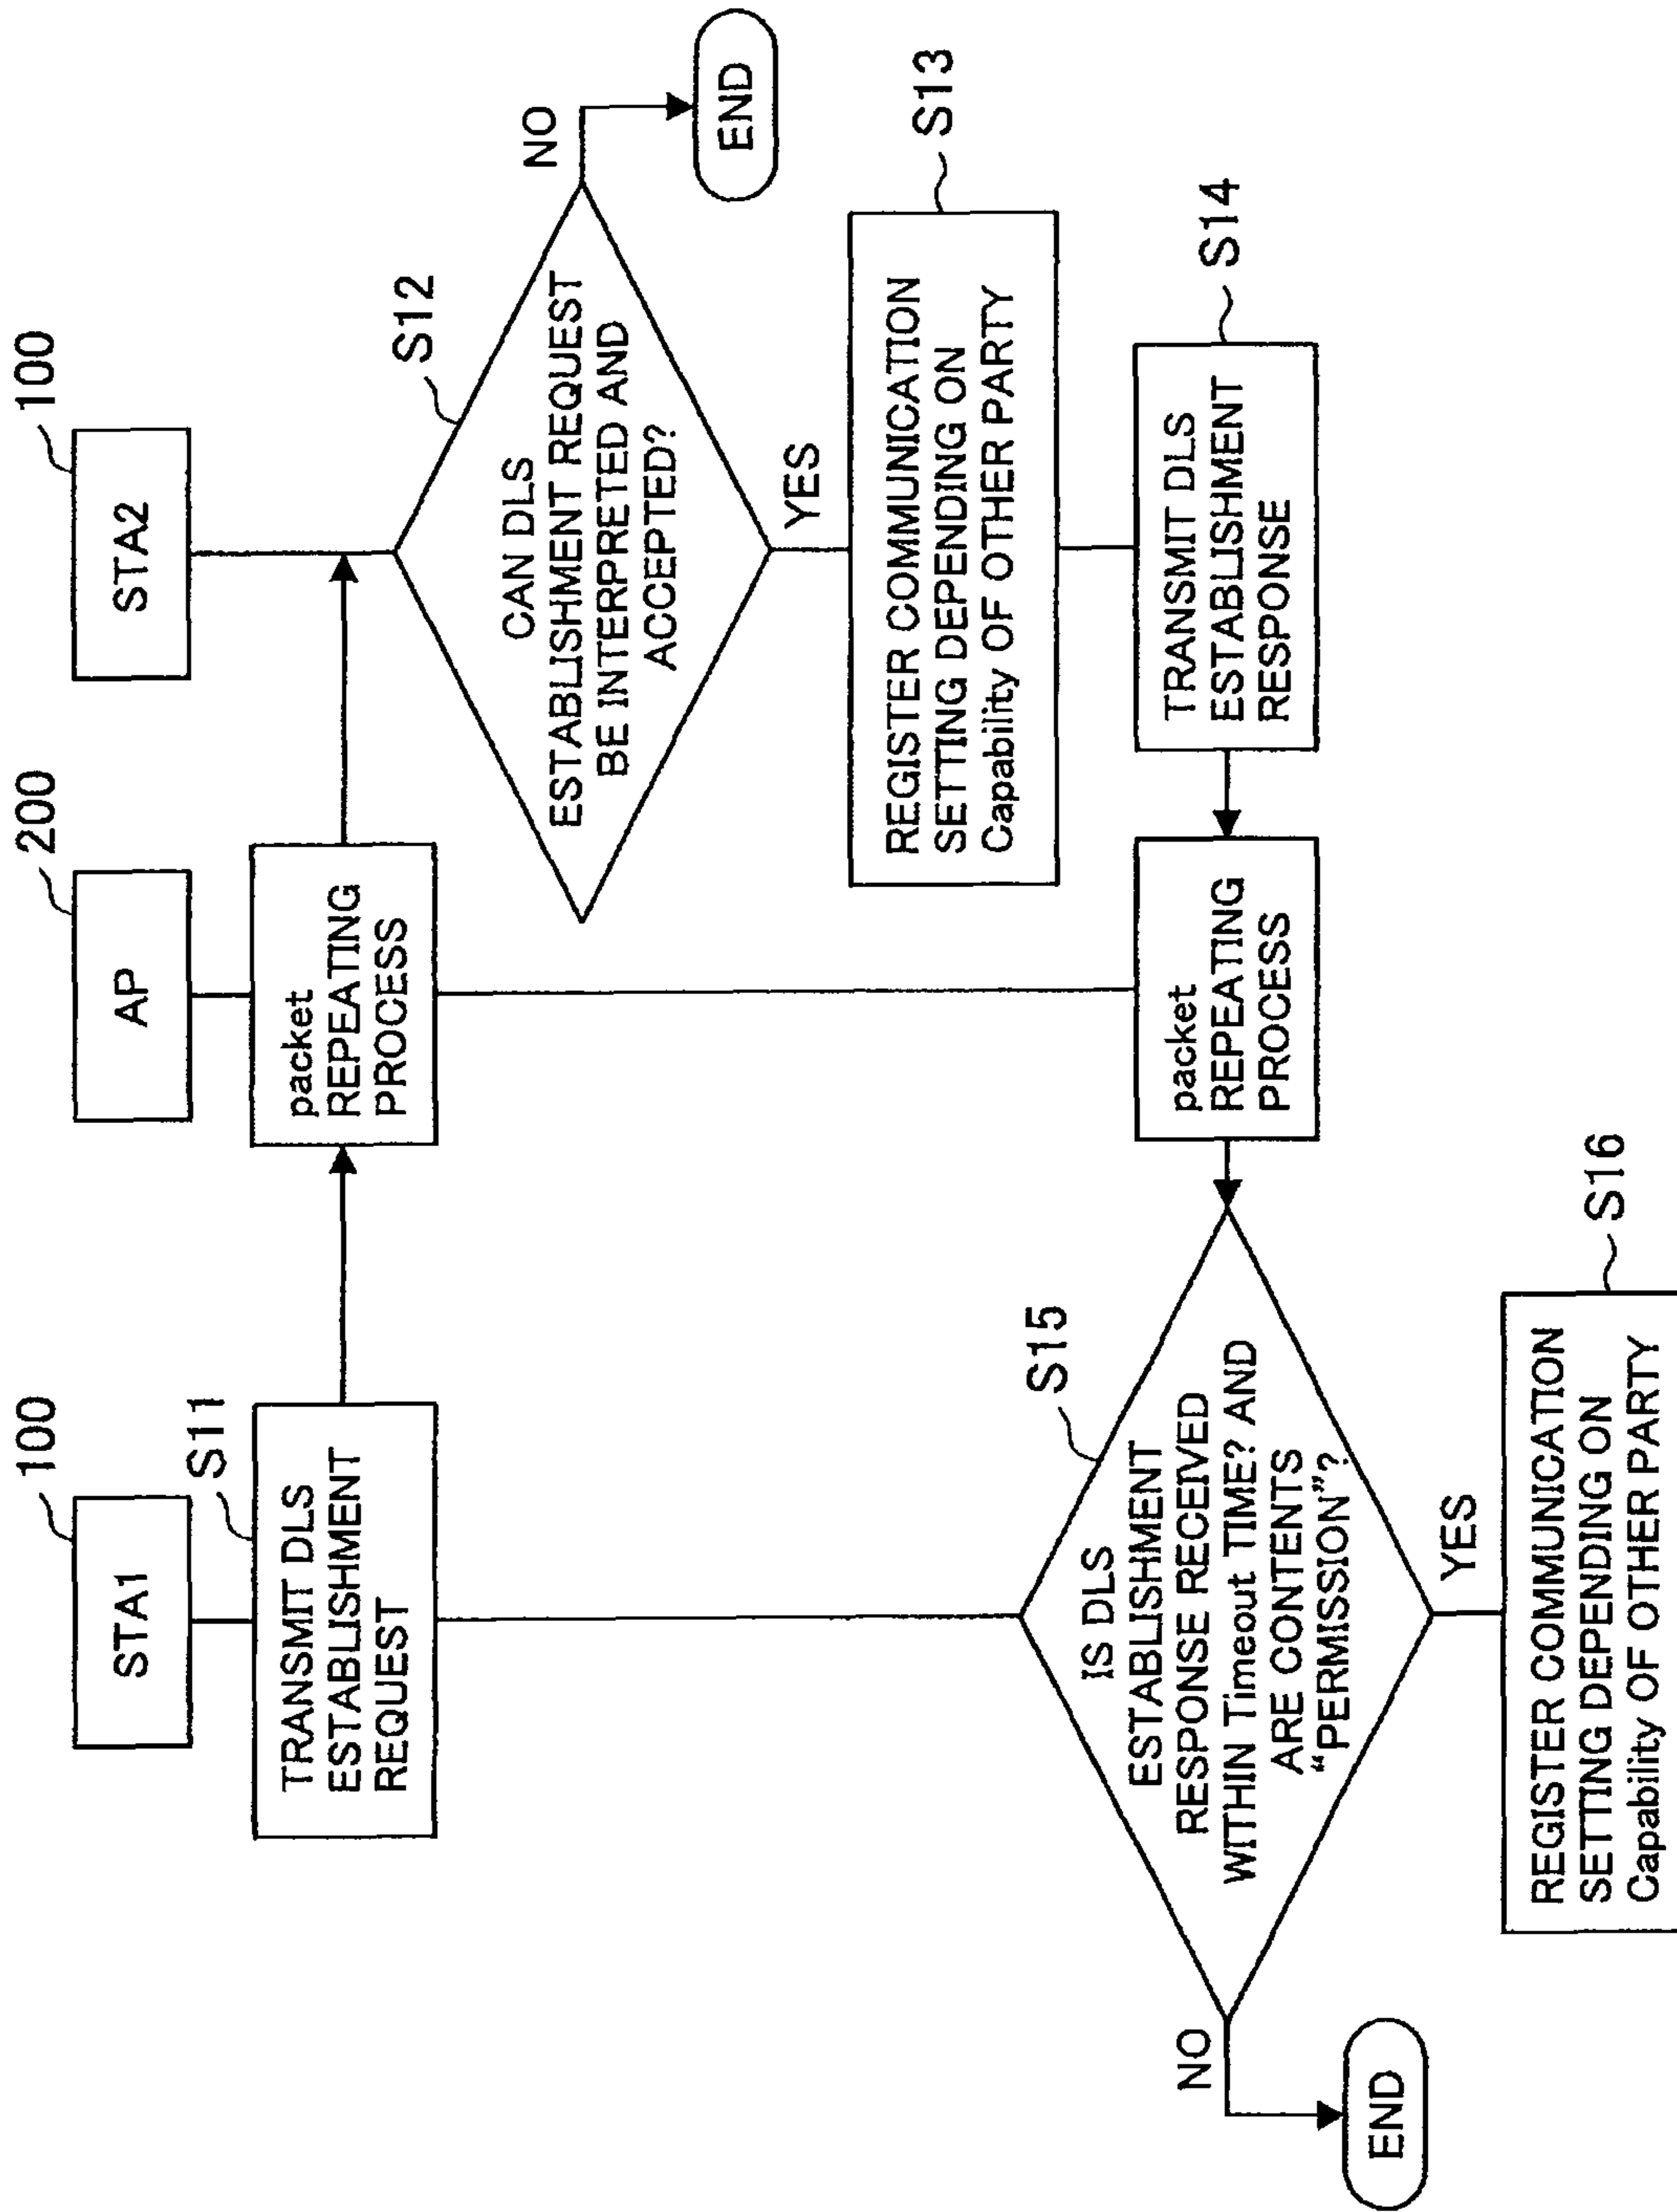 100
STA1
200
AP
100
STA2
S11
TRANSMIT DLS
ESTABLISHMENT
REQUEST
packet
REPEATING
PROCESS
S12
CAN DLS
ESTABLISHMENT REQUEST
BE INTERPRETED AND
ACCEPTED?
NO
END
YES
S13
REGISTER COMMUNICATION
SETTING DEPENDING ON
Capability OF OTHER PARTY
S14
TRANSMIT DLS
ESTABLISHMENT
RESPONSE
packet
REPEATING
PROCESS
S15
IS DLS
ESTABLISHMENT
RESPONSE RECEIVED
WITHIN Timeout TIME? AND
ARE CONTENTS
“PERMISSION”?
NO
END
YES
S16
REGISTER COMMUNICATION
SETTING DEPENDING ON
Capability OF OTHER PARTY